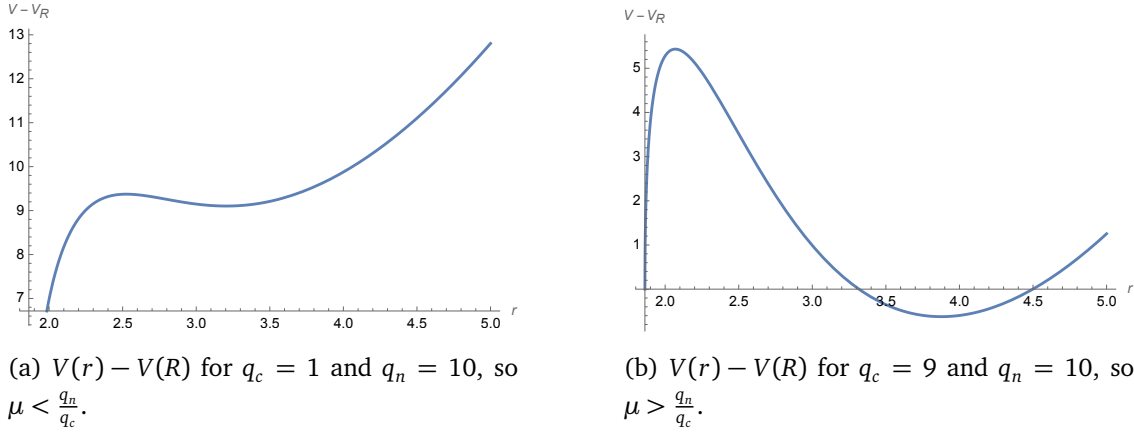 V – V_R
13
12
11
10
9
8
7
2.0 2.5 3.0 3.5 4.0 4.5 5.0 r
(a) V(r) – V(R) for q_c = 1 and q_n = 10, so
μ < q_n/q_c.
V – V_R
5
4
3
2
1
2.0 2.5 3.0 3.5 4.0 4.5 5.0 r
(b) V(r) – V(R) for q_c = 9 and q_n = 10, so
μ > q_n/q_c.